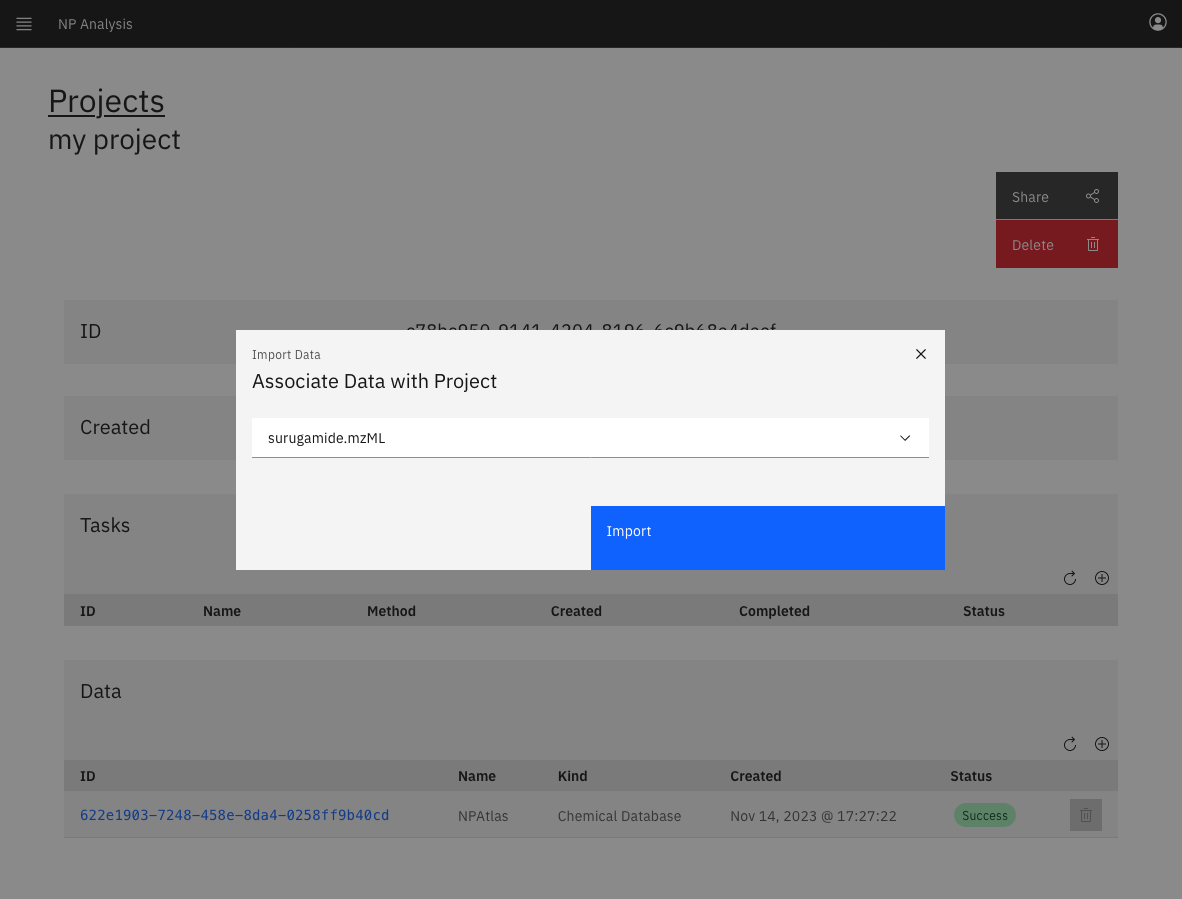 NP Analysis
Projects
my project
Share
Delete
ID
Import Data
Associate Data with Project
Created
surugamide.mzML
Tasks
Import
ID Name Method Created Completed Status
Data
ID Name Kind Created Status
622e1903-7248-458e-8da4-0258ff9b40cd NPAtlas Chemical Database Nov 14, 2023 @ 17:27:22 Success